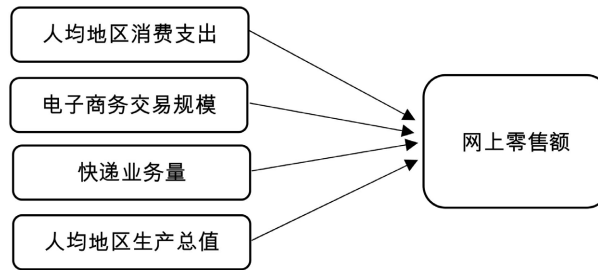 人均地区消费支出
电子商务交易规模
快递业务量
人均地区生产总值
网上零售额